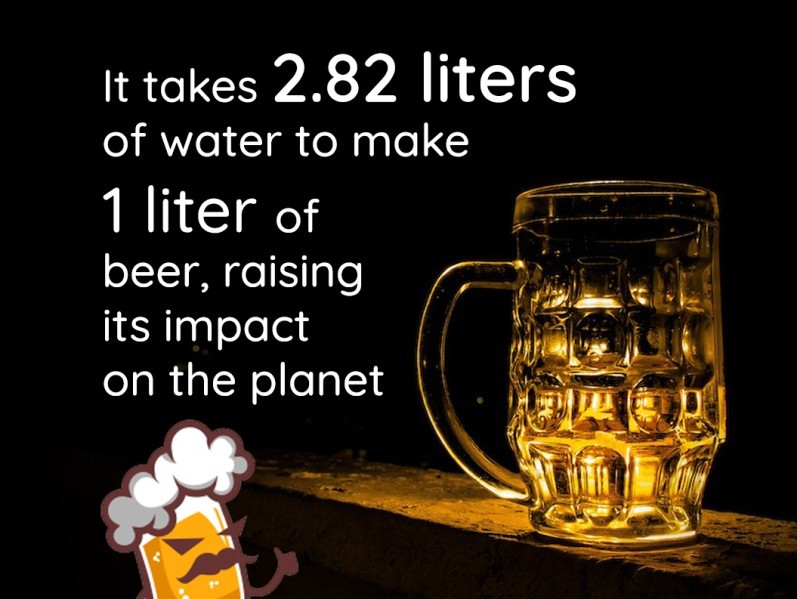 It takes 2.82 liters
of water to make
1 liter of
beer, raising
its impact
on the planet